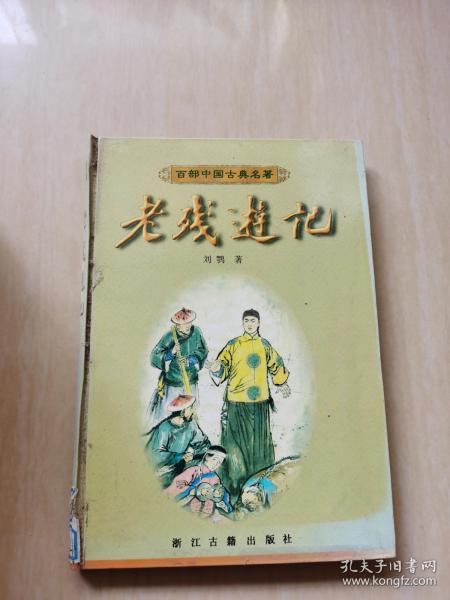 百部中国古典名著
老残遊记
刘鹗 著
浙江古籍出版社
孔夫子旧书网
www.kongfz.com